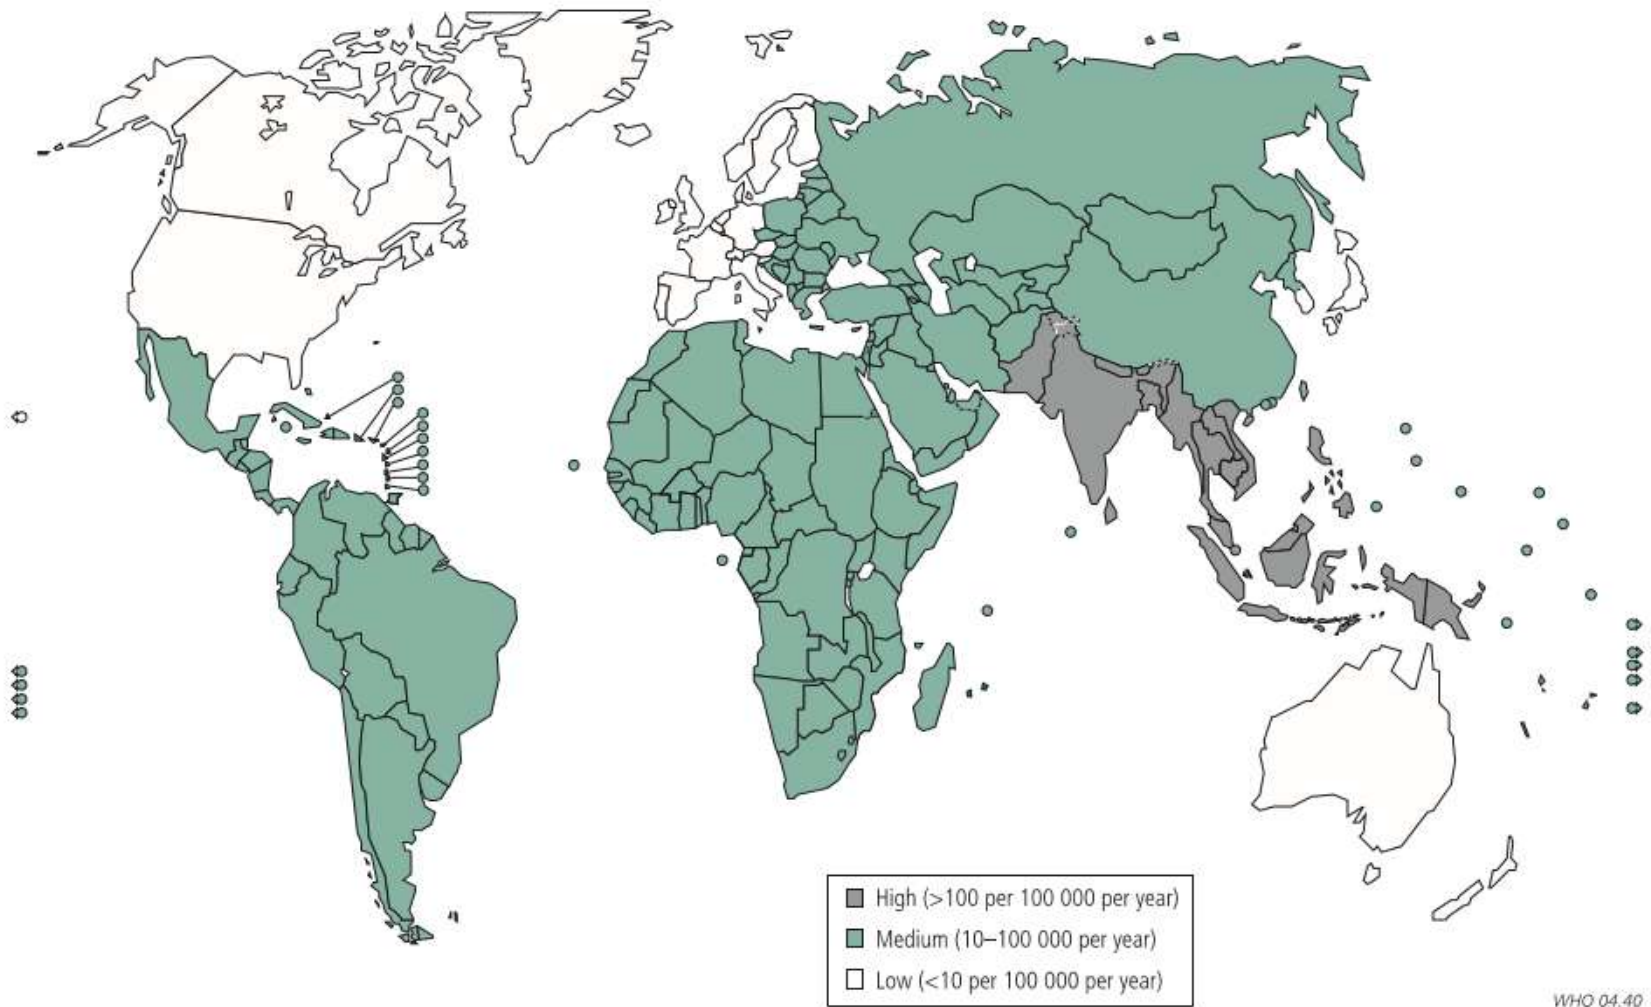 High (>100 per 100 000 per year)
Medium (10–100 000 per year)
Low (<10 per 100 000 per year)
WHO 04.40